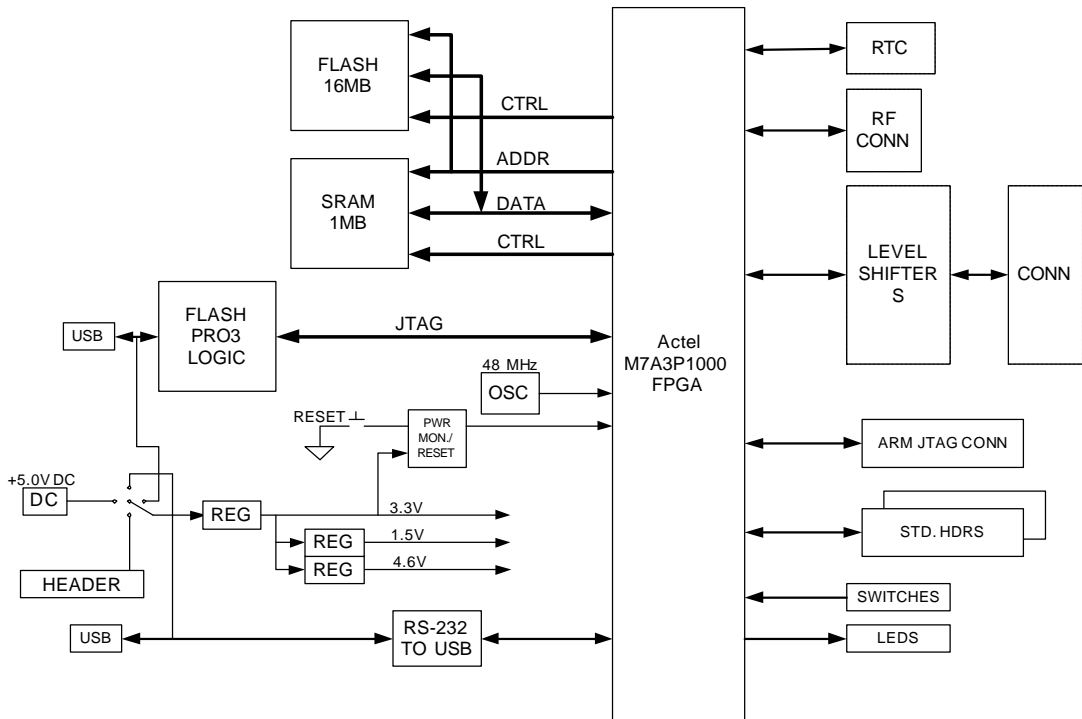 FLASH
16MB
CTRL
ADDR
SRAM
1MB
DATA
CTRL
USB
FLASH
PRO3
LOGIC
JTAG
48 MHz
OSC
RESET
PWR
MON./
RESET
+5.0V DC
DC
REG
3.3V
REG
1.5V
REG
4.6V
HEADER
USB
RS-232
TO USB
Actel
M7A3P1000
FPGA
RTC
RF
CONN
LEVEL
SHIFTER
S
CONN
ARM JTAG CONN
STD. HDRS
SWITCHES
LEDS